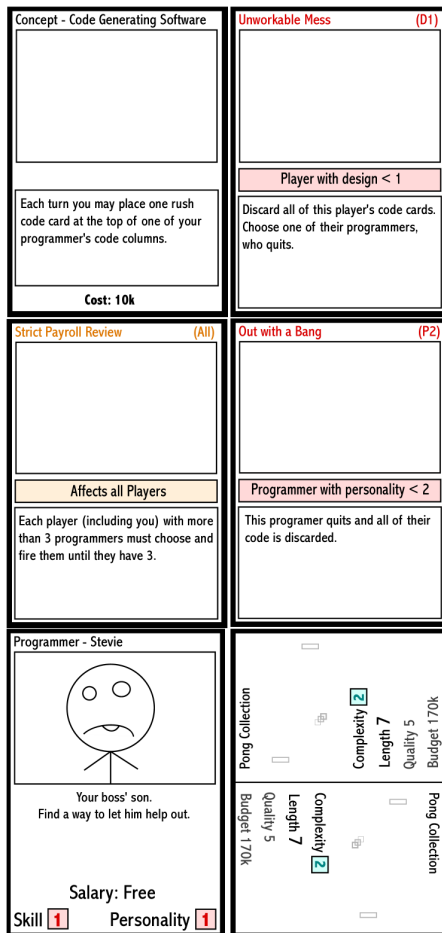 Concept - Code Generating Software
Each turn you may place one rush
code card at the top of one of your
programmer's code columns.
Cost: 10k
Unworkable Mess (D1)
Player with design < 1
Discard all of this player's code cards.
Choose one of their programmers,
who quits.
Strict Payroll Review (All)
Affects all Players
Each player (including you) with more
than 3 programmers must choose and
fire them until they have 3.
Out with a Bang (P2)
Programmer with personality < 2
This programer quits and all of their
code is discarded.
Programmer - Stevie
Your boss' son.
Find a way to let him help out.
Salary: Free
Skill 1 Personality 1
Pong Collection
Complexity 2
Length 7
Quality 5
Budget 170k
Pong Collection
Complexity 2
Length 7
Quality 5
Budget 170k